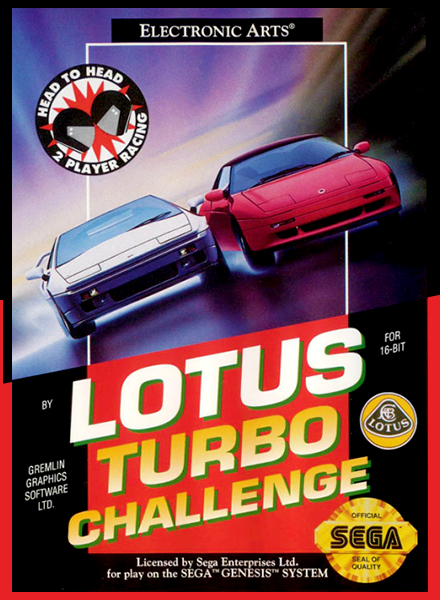 ELECTRONIC ARTS®
HEAD TO HEAD
2 PLAYER RACING
FOR
16-BIT
BY
LOTUS
TURBO
CHALLENGE
LOTUS
GREMLIN
GRAPHICS
SOFTWARE
LTD.
OFFICIAL
SEGA
SEAL OF
QUALITY
Licensed by Sega Enterprises Ltd.
for play on the SEGA™ GENESIS™ SYSTEM